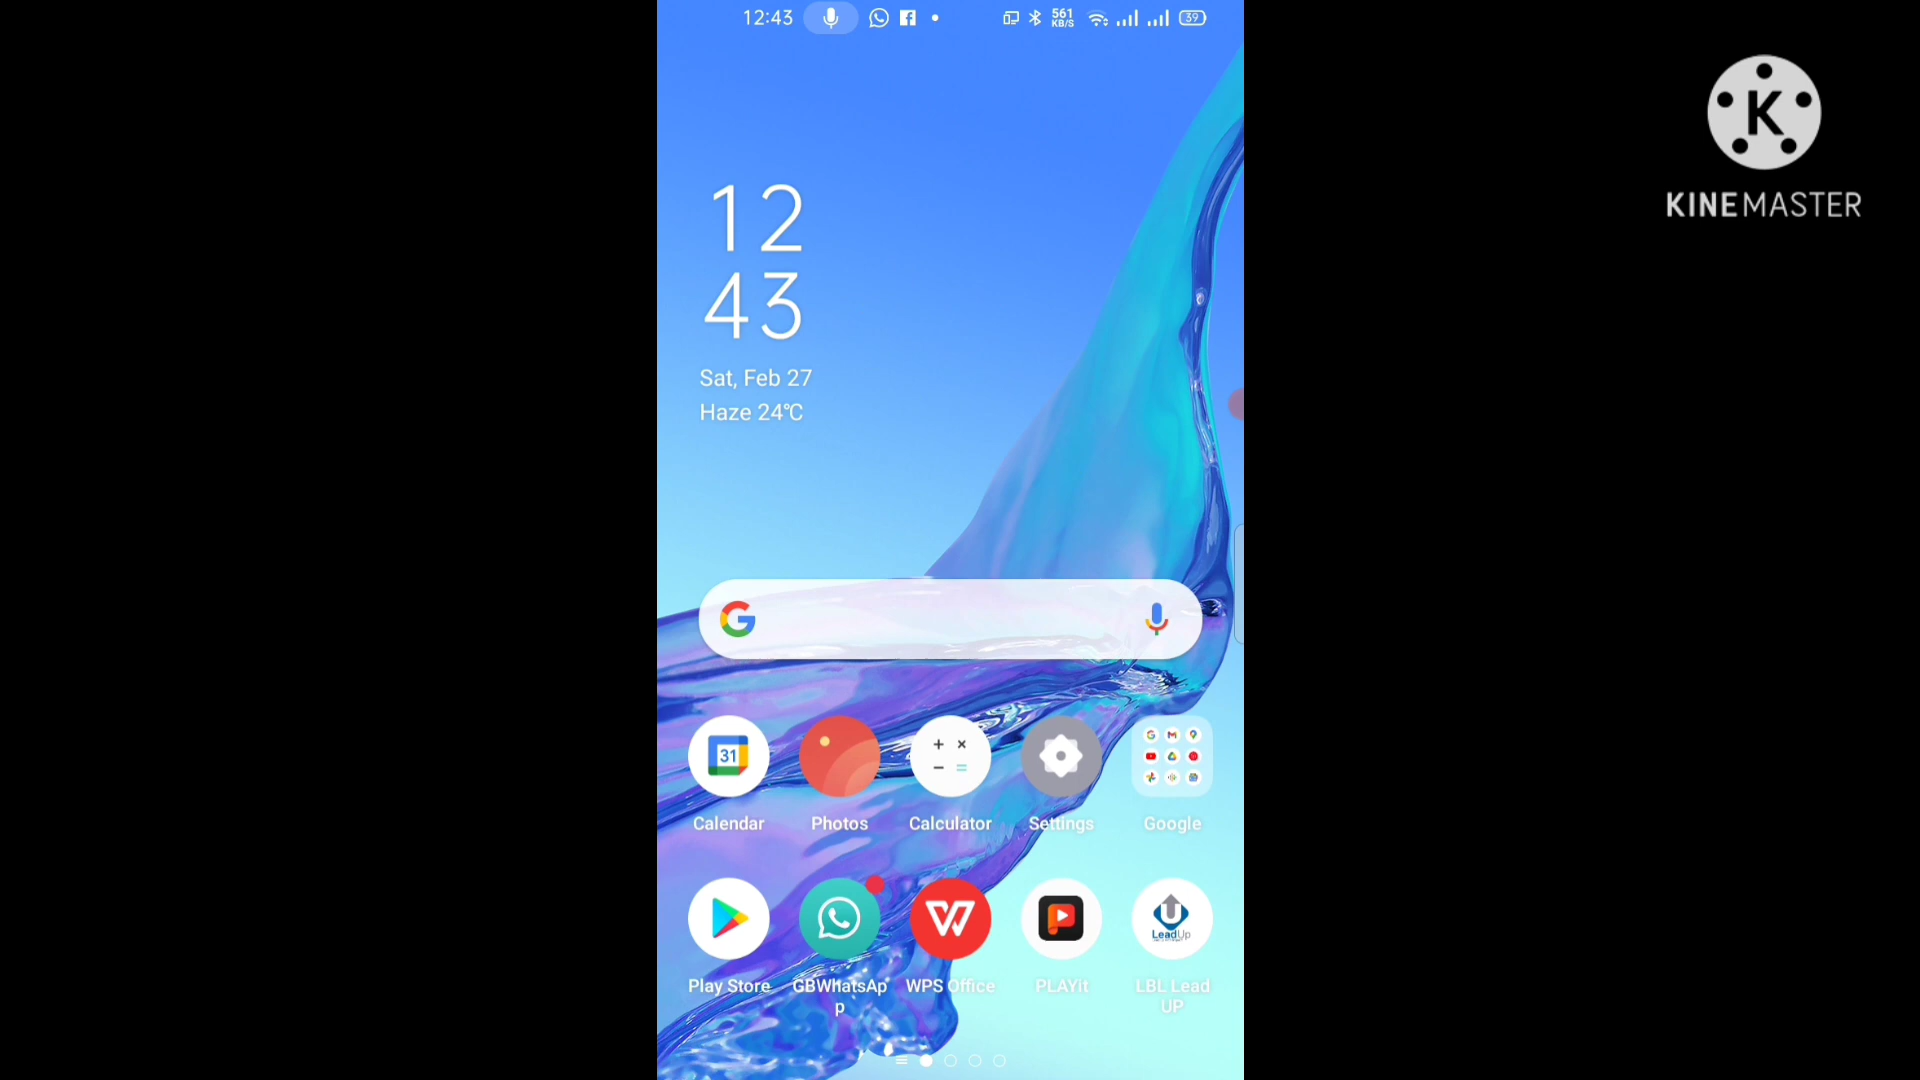 12:43
561
KB/S
39
K
KINEMASTER
12
43
Sat, Feb 27
Haze 24°C
G
31
Calendar
Photos
Calculator
Settings
Google
LeadUp
Play Store
GBWhatsAp
p
WPS Office
PLAYit
LBL Lead
UP